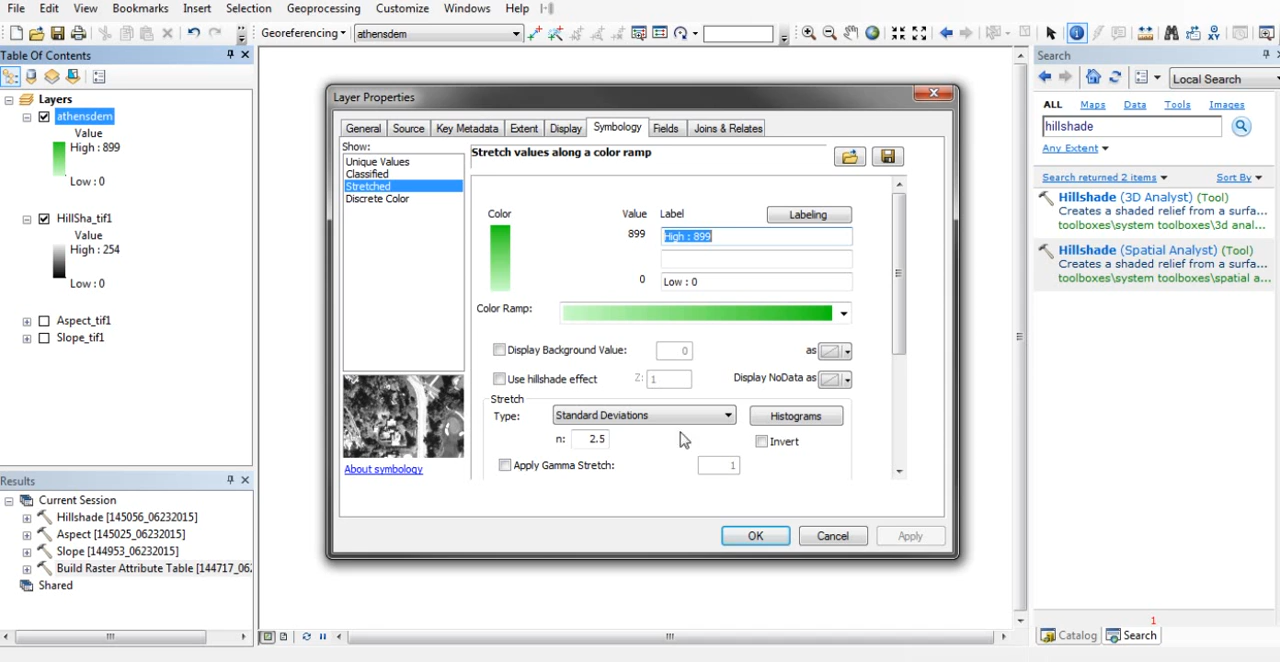 File Edit View Bookmarks Insert Selection Geoprocessing Customize Windows Help
Georeferencing athensdem
Table Of Contents
Layers
athensdem
Value
High : 899
Low : 0
HillSha_tif1
Value
High : 254
Low : 0
Aspect_tif1
Slope_tif1
Results
Current Session
Hillshade [145056_06232015]
Aspect [145025_06232015]
Slope [144953_06232015]
Build Raster Attribute Table [144717_06
Shared
Layer Properties
General Source Key Metadata Extent Display Symbology Fields Joins & Relates
Show:
Unique Values
Classified
Stretched
Discrete Color
About symbology
Stretch values along a color ramp
Color Value Label Labeling
899 High : 899
0 Low : 0
Color Ramp:
Display Background Value: 0 as
Use hillshade effect Z: 1 Display NoData as
Stretch
Type: Standard Deviations Histograms
n: 2.5 Invert
Apply Gamma Stretch: 1
OK Cancel Apply
Search
Local Search
ALL Maps Data Tools Images
hillshade
Any Extent
Search returned 2 items Sort By
Hillshade (3D Analyst) (Tool)
Creates a shaded relief from a surfa...
toolboxes\system toolboxes\3d anal...
Hillshade (Spatial Analyst) (Tool)
Creates a shaded relief from a surfa...
toolboxes\system toolboxes\spatial a...
1
Catalog Search